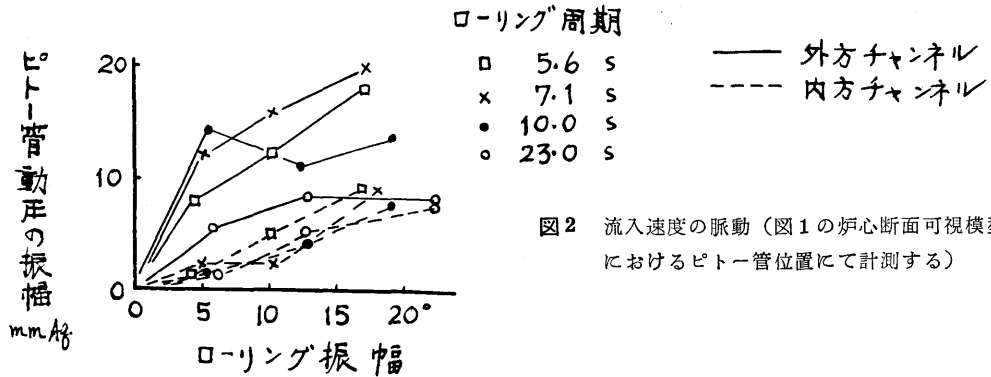 ピトー管動圧の振幅
mmAq
20
10
0
0 5 10 15 20°
ローリング振幅
ローリング周期
□ 5.6 s
× 7.1 s
● 10.0 s
○ 23.0 s
—— 外方チャンネル
---- 内方チャンネル
図2 流入速度の脈動（図1の炉心断面可視模型
におけるピトー管位置にて計測する）